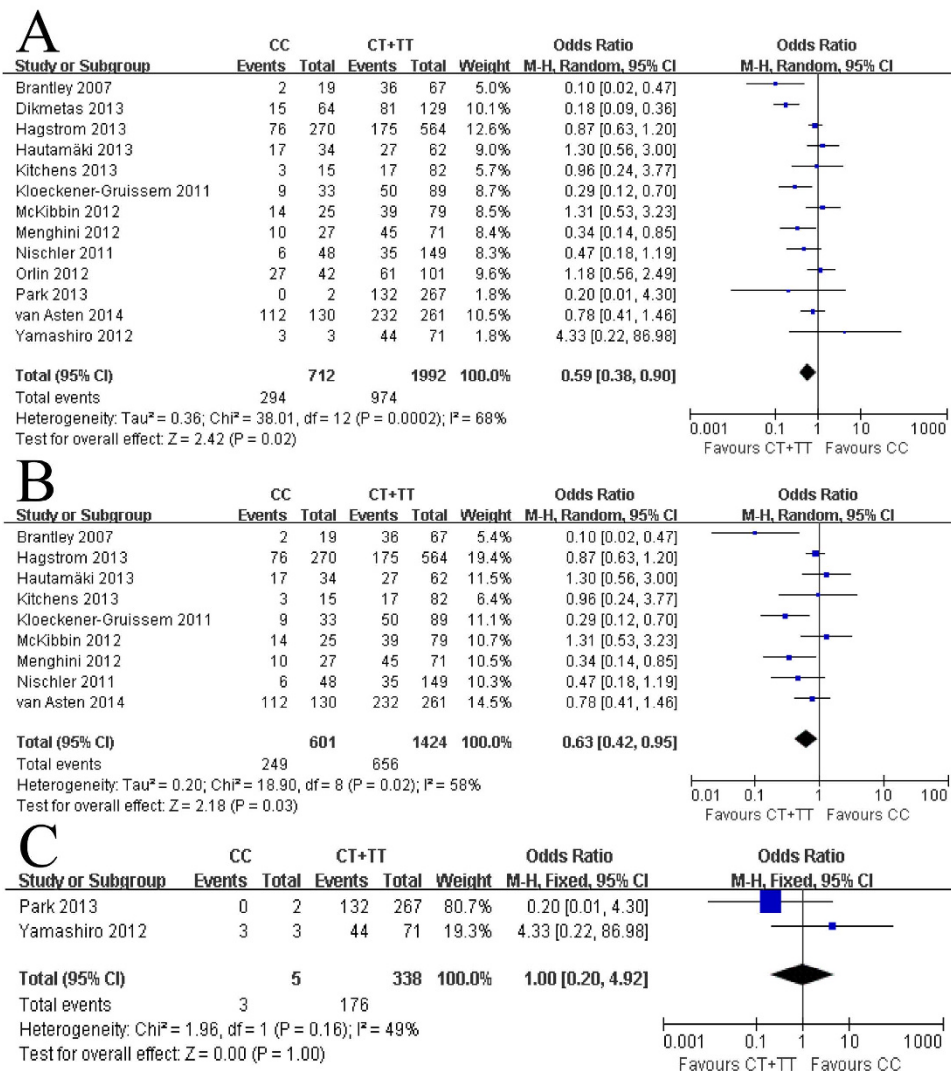 A
CC CT+TT Odds Ratio Odds Ratio
Study or Subgroup Events Total Events Total Weight M-H, Random, 95% CI M-H, Random, 95% CI
Brantley 2007 2 19 36 67 5.0% 0.10 [0.02, 0.47]
Dikmetas 2013 15 64 81 129 10.1% 0.18 [0.09, 0.36]
Hagstrom 2013 76 270 175 564 12.6% 0.87 [0.63, 1.20]
Hautamäki 2013 17 34 27 62 9.0% 1.30 [0.56, 3.00]
Kitchens 2013 3 15 17 82 5.9% 0.96 [0.24, 3.77]
Kloeckener-Gruissem 2011 9 33 50 89 8.8% 0.29 [0.12, 0.70]
McKibbin 2012 14 25 39 79 8.5% 1.31 [0.53, 3.23]
Menghini 2012 10 27 45 71 8.4% 0.34 [0.14, 0.85]
Nischler 2011 6 48 35 149 8.3% 0.47 [0.18, 1.19]
Orlin 2012 27 42 61 101 9.6% 1.18 [0.56, 2.49]
Park 2013 0 2 132 267 1.8% 0.20 [0.01, 4.30]
van Asten 2014 112 130 232 261 10.5% 0.78 [0.41, 1.46]
Yamashiro 2012 3 3 44 71 1.8% 4.33 [0.22, 86.98]
Total (95% CI) 712 1992 100.0% 0.59 [0.38, 0.90]
Total events 294 974
Heterogeneity: Tau² = 0.36; Chi² = 38.01, df = 12 (P = 0.0002); I² = 68%
Test for overall effect: Z = 2.42 (P = 0.02)
0.001 0.1 1 10 1000
Favours CT+TT Favours CC
B
CC CT+TT Odds Ratio Odds Ratio
Study or Subgroup Events Total Events Total Weight M-H, Random, 95% CI M-H, Random, 95% CI
Brantley 2007 2 19 36 67 5.4% 0.10 [0.02, 0.47]
Hagstrom 2013 76 270 175 564 19.4% 0.87 [0.63, 1.20]
Hautamäki 2013 17 34 27 62 11.5% 1.30 [0.56, 3.00]
Kitchens 2013 3 15 17 82 6.4% 0.96 [0.24, 3.77]
Kloeckener-Gruissem 2011 9 33 50 89 11.1% 0.29 [0.12, 0.70]
McKibbin 2012 14 25 39 79 10.7% 1.31 [0.53, 3.23]
Menghini 2012 10 27 45 71 10.5% 0.34 [0.14, 0.85]
Nischler 2011 6 48 35 149 10.3% 0.47 [0.18, 1.19]
van Asten 2014 112 130 232 261 14.5% 0.78 [0.41, 1.46]
Total (95% CI) 601 1424 100.0% 0.63 [0.42, 0.95]
Total events 249 656
Heterogeneity: Tau² = 0.20; Chi² = 18.90, df = 8 (P = 0.02); I² = 58%
Test for overall effect: Z = 2.18 (P = 0.03)
0.01 0.1 1 10 100
Favours CT+TT Favours CC
C
CC CT+TT Odds Ratio Odds Ratio
Study or Subgroup Events Total Events Total Weight M-H, Fixed, 95% CI M-H, Fixed, 95% CI
Park 2013 0 2 132 267 80.7% 0.20 [0.01, 4.30]
Yamashiro 2012 3 3 44 71 19.3% 4.33 [0.22, 86.98]
Total (95% CI) 5 338 100.0% 1.00 [0.20, 4.92]
Total events 3 176
Heterogeneity: Chi² = 1.96, df = 1 (P = 0.16); I² = 49%
Test for overall effect: Z = 0.00 (P = 1.00)
0.001 0.1 1 10 1000
Favours CT+TT Favours CC